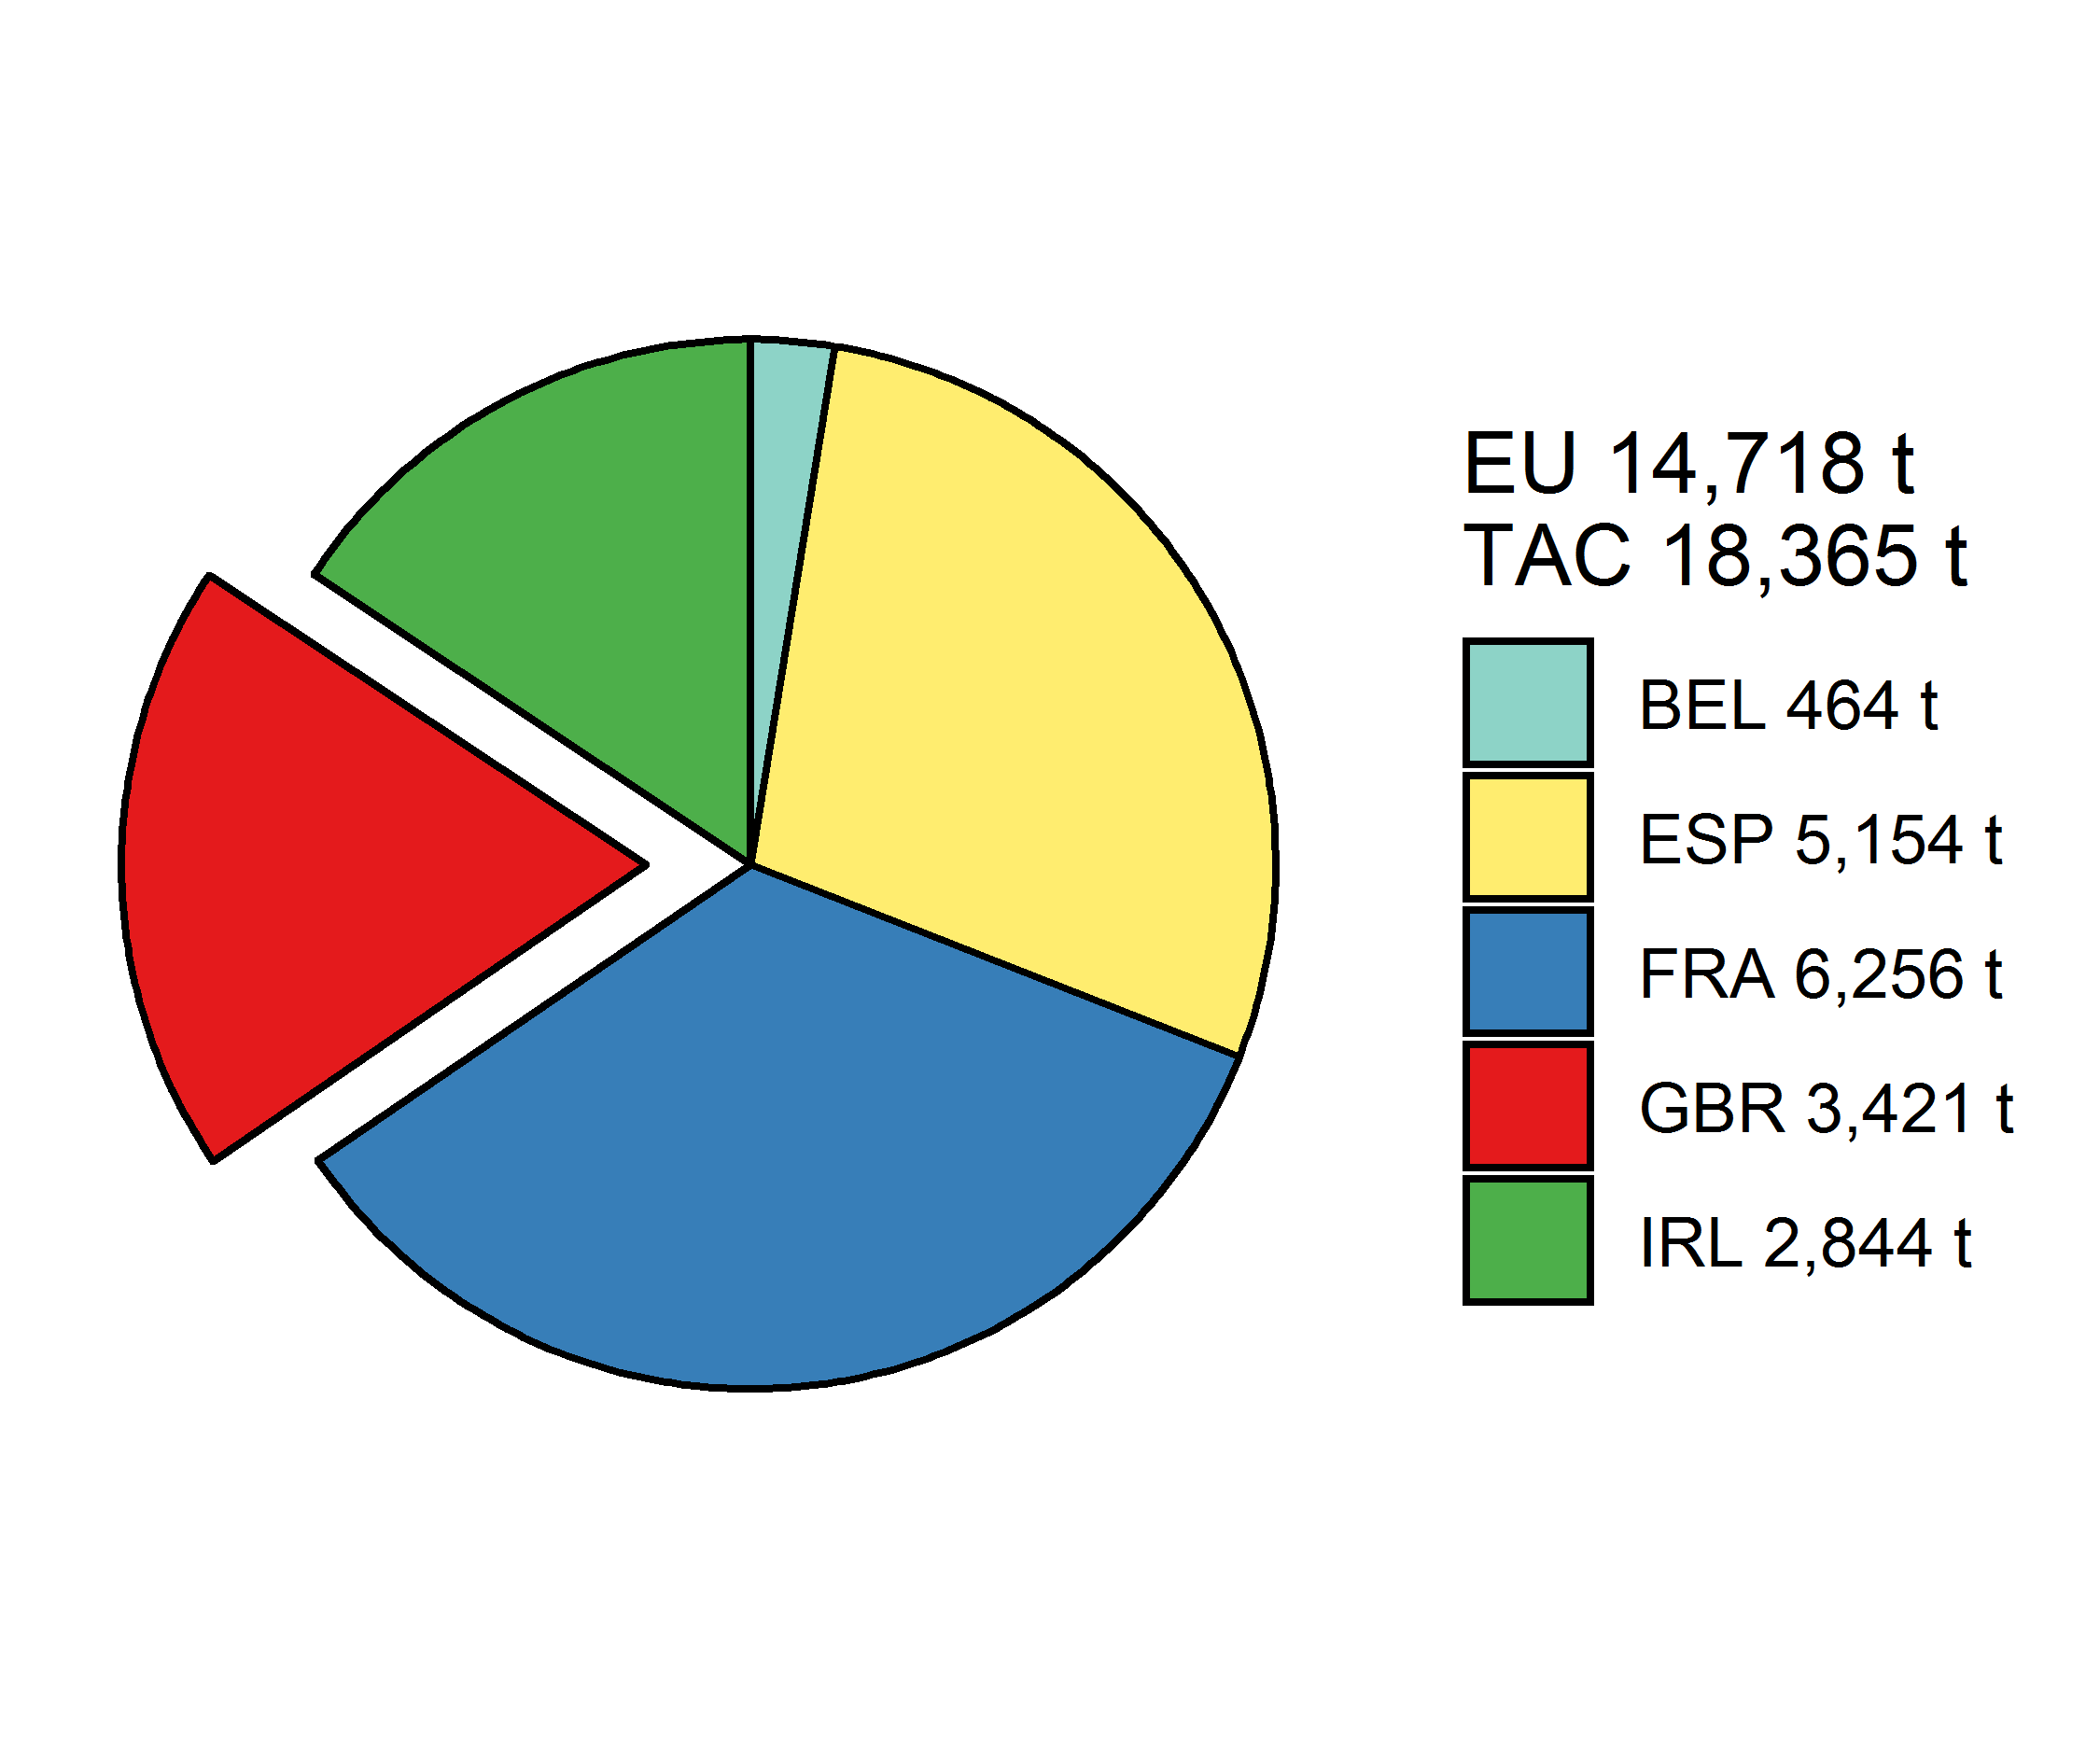 EU 14,718 t
TAC 18,365 t
BEL 464 t
ESP 5,154 t
FRA 6,256 t
GBR 3,421 t
IRL 2,844 t